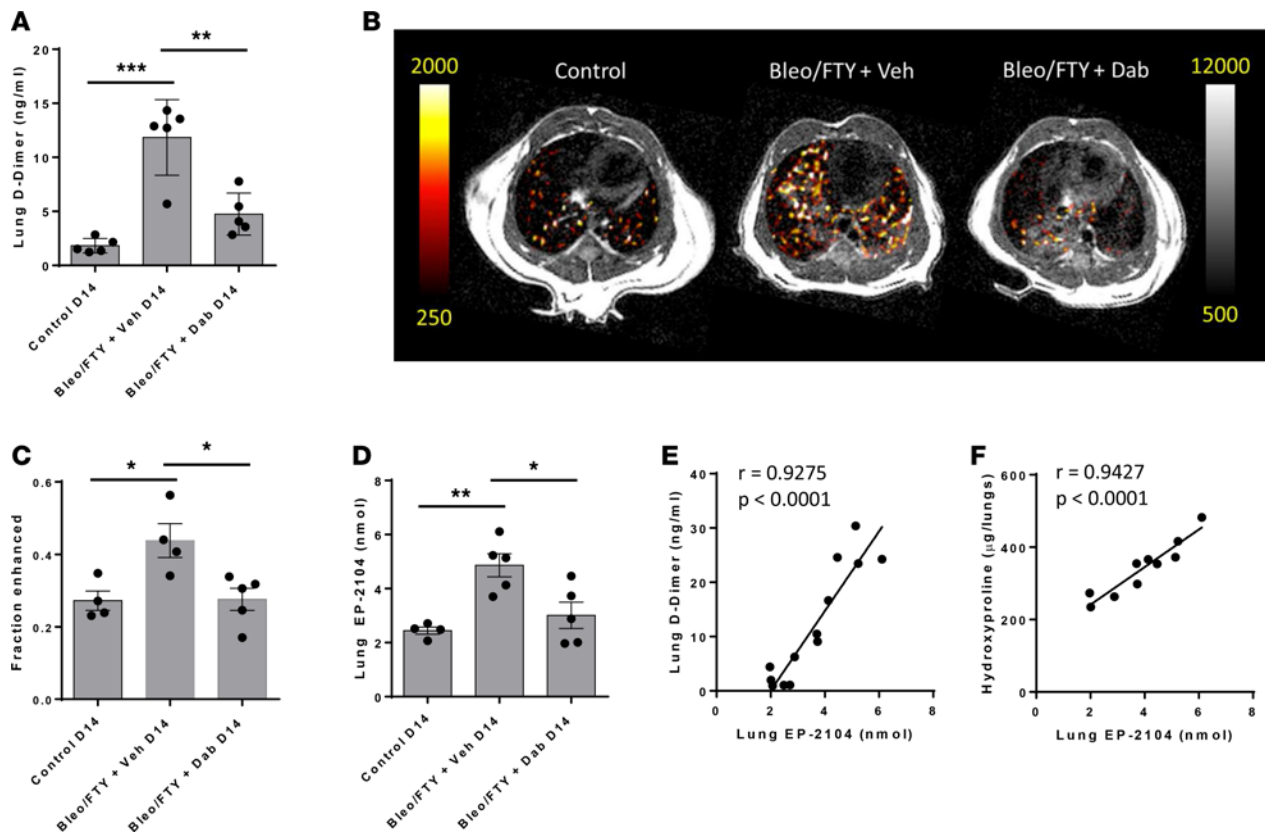 A
Lung D-Dimer (ng/ml)
20
15
10
5
0
***
**
Control D14
Bleo/FTY + Veh D14
Bleo/FTY + Dab D14
B
2000
250
Control
Bleo/FTY + Veh
Bleo/FTY + Dab
12000
500
C
Fraction enhanced
0.6
0.4
0.2
0.0
*
*
Control D14
Bleo/FTY + Veh D14
Bleo/FTY + Dab D14
D
Lung EP-2104 (nmol)
8
6
4
2
0
**
*
Control D14
Bleo/FTY + Veh D14
Bleo/FTY + Dab D14
E
r = 0.9275
p < 0.0001
Lung D-Dimer (ng/ml)
40
30
20
10
0
0 2 4 6 8
Lung EP-2104 (nmol)
F
r = 0.9427
p < 0.0001
Hydroxyproline (μg/lungs)
600
400
200
0
0 2 4 6 8
Lung EP-2104 (nmol)